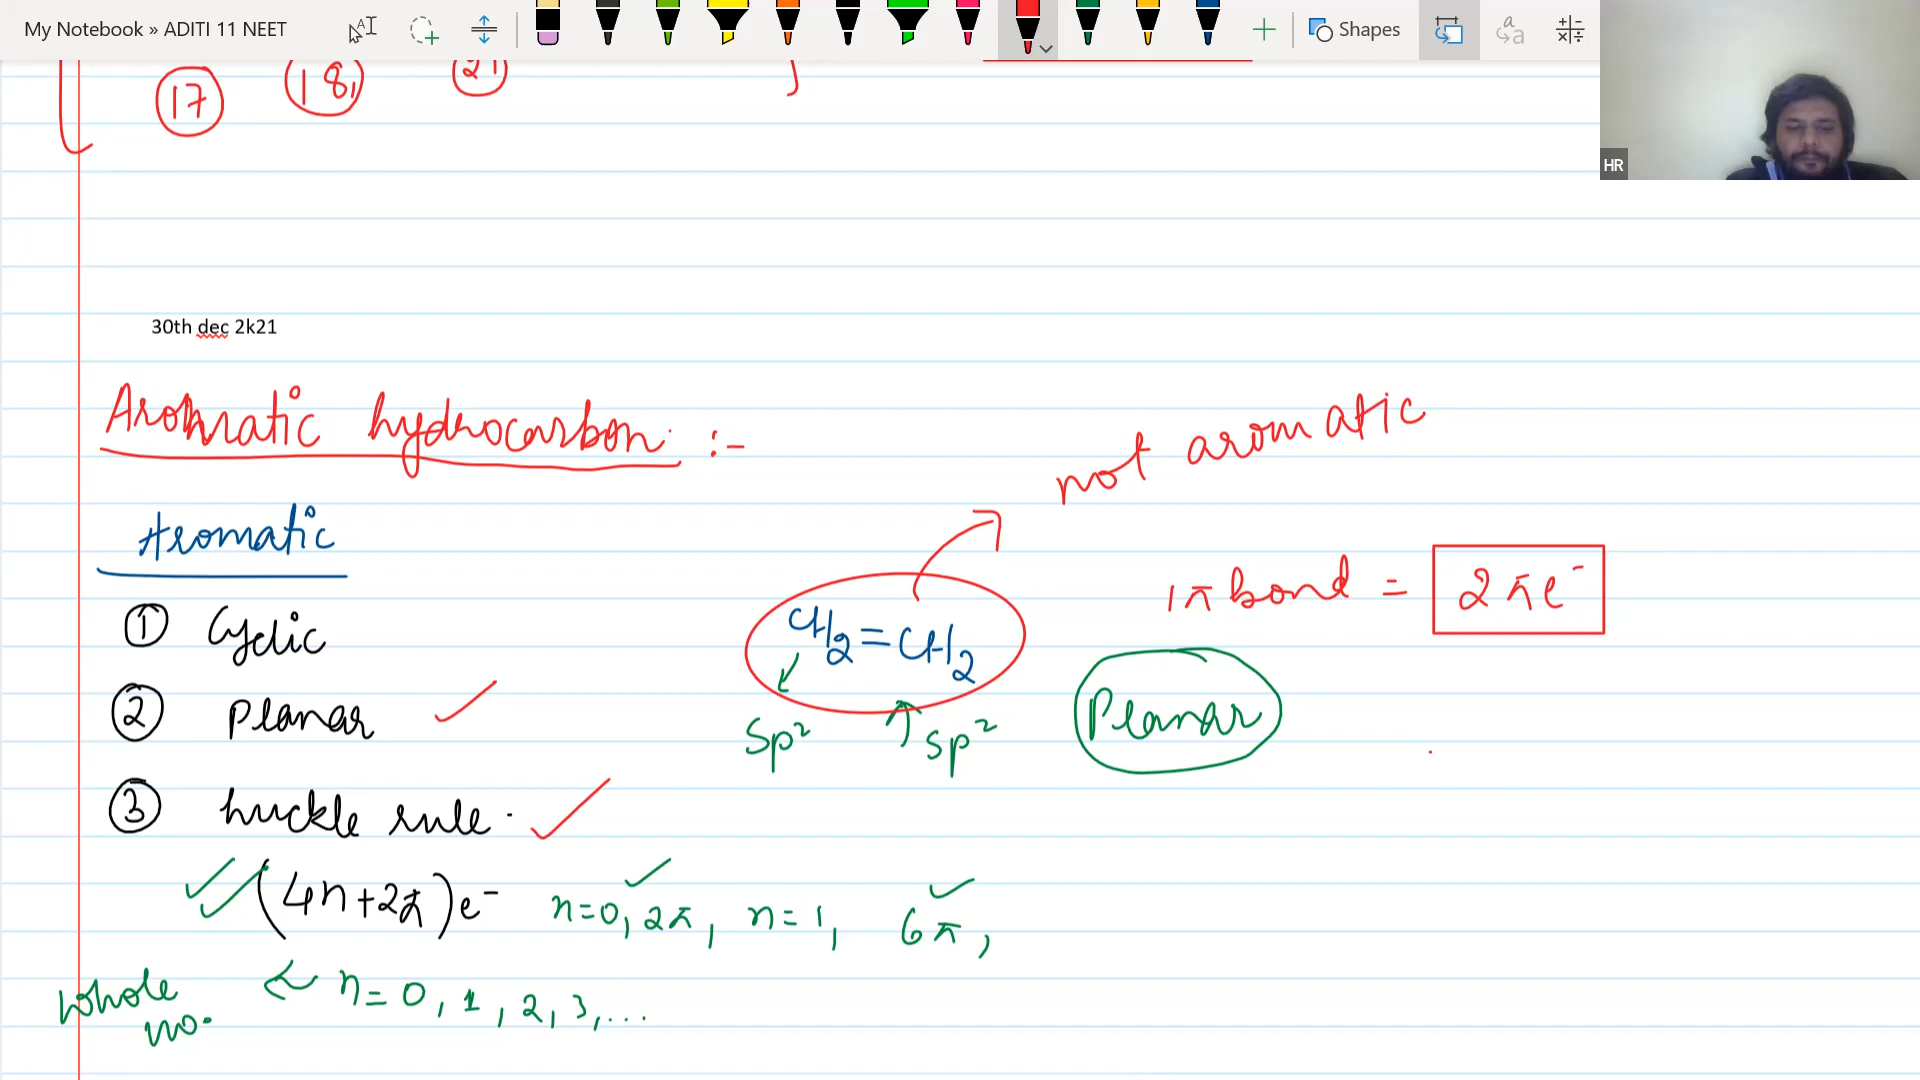 My Notebook » ADITI 11 NEET
Shapes
17 18, 21
HR
30th dec 2k21
Aromatic hydrocarbon :-
not aromatic
Aromatic
1π bond = 2πe⁻
① Cyclic
CH2=CH2
② Planar
Sp² Sp²
Planar
③ huckle rule.
(4n+2π)e⁻ n=0, 2π, n=1, 6π,
Whole no. ← n=0, 1, 2, 3, ...